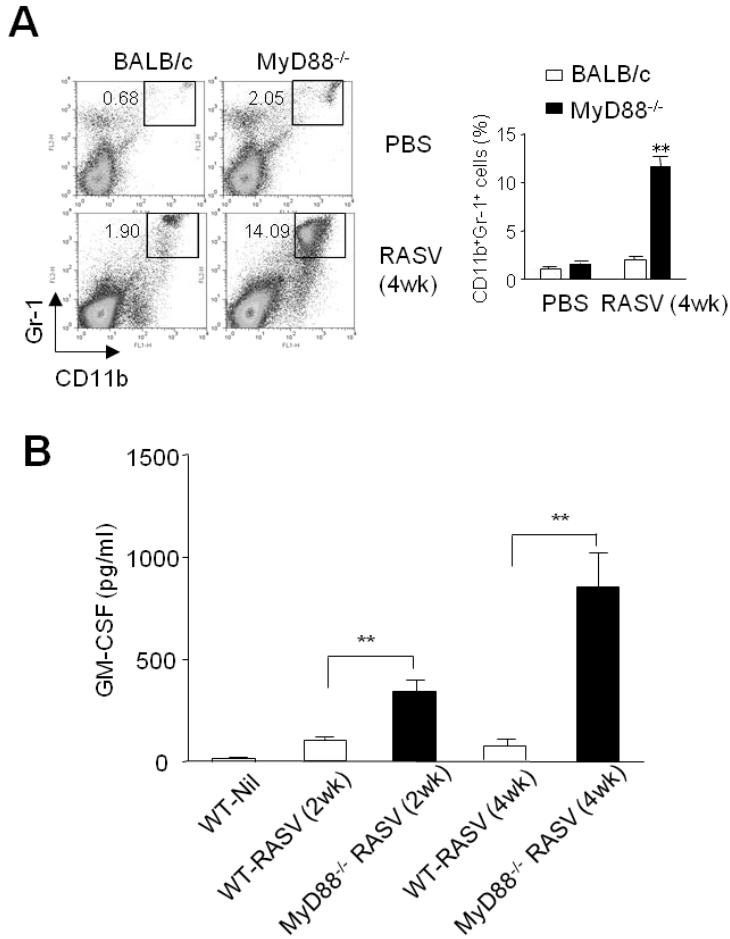 A
BALB/c MyD88-/-
0.68
2.05
PBS
1.90
14.09
RASV
(4wk)
Gr-1
CD11b
FL2-H
FL1-H
BALB/c
MyD88-/-
CD11b+Gr-1+ cells (%)
15
10
5
0
**
PBS RASV (4wk)
B
GM-CSF (pg/ml)
1500
1000
500
0
**
**
WT-Nil
WT-RASV (2wk)
MyD88-/- RASV (2wk)
WT-RASV (4wk)
MyD88-/- RASV (4wk)